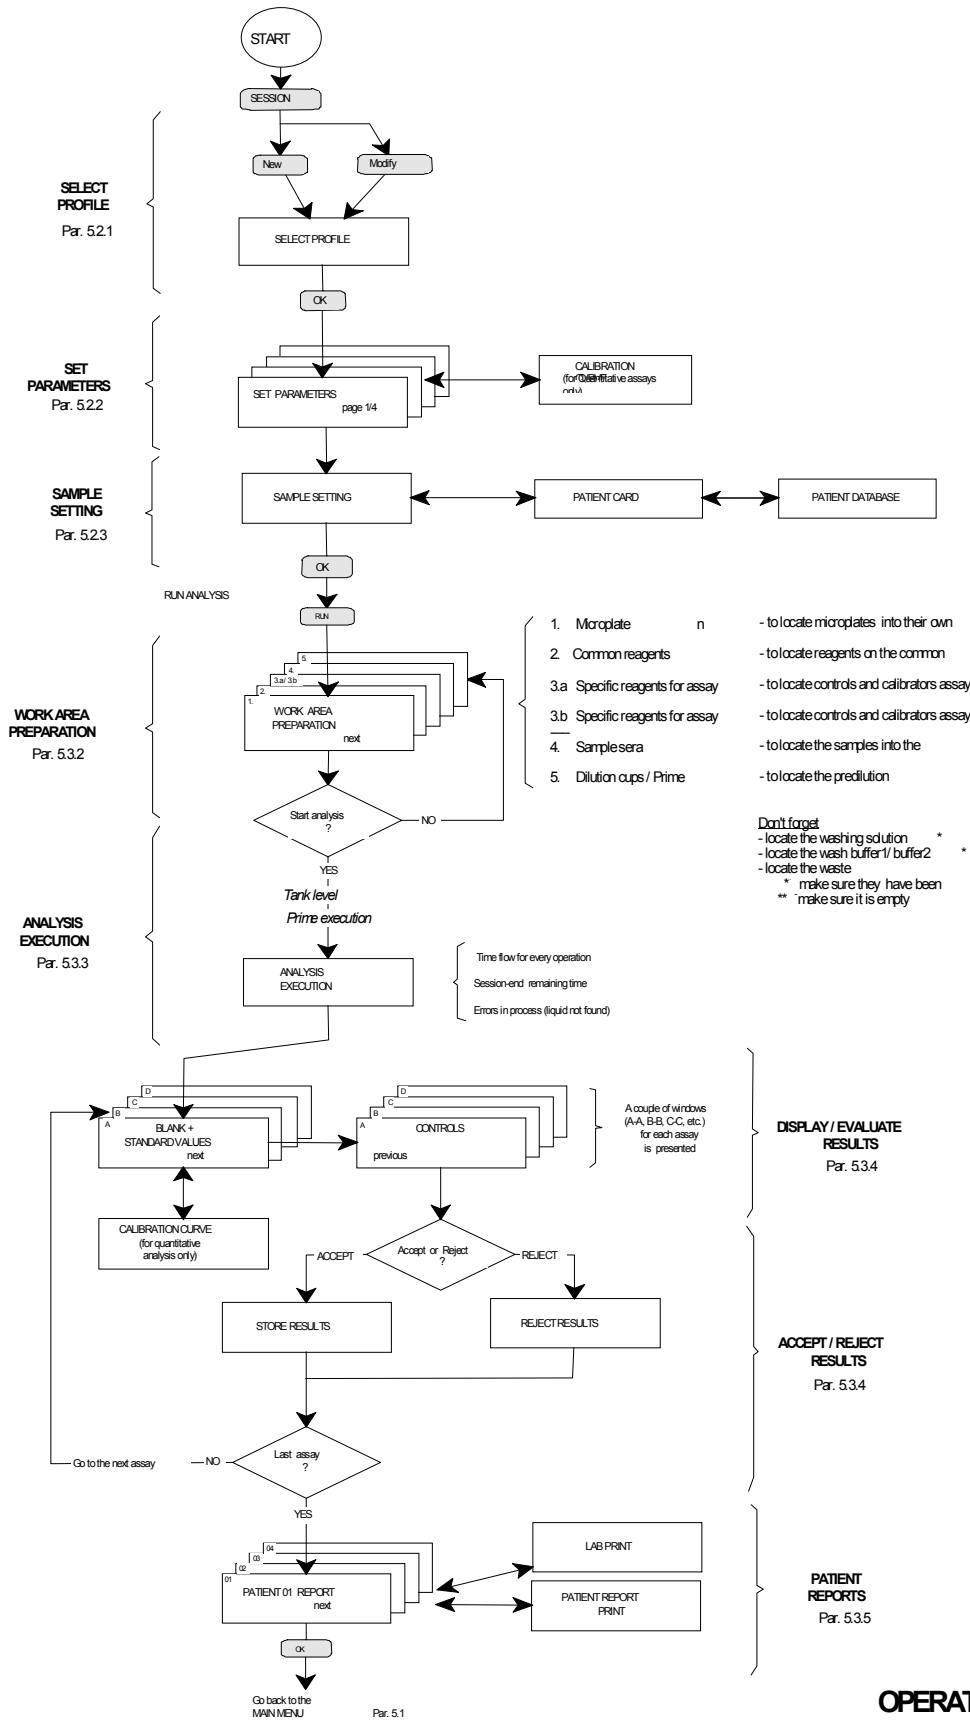 START
SESSION
New
Modify
SELECT
PROFILE
Par. 5.2.1
SELECT PROFILE
OK
SET
PARAMETERS
Par. 5.2.2
SET PARAMETERS
page 1/4
CALIBRATION
(for Quantitative assays
only)
SAMPLE
SETTING
Par. 5.2.3
SAMPLE SETTING
PATIENT CARD
PATIENT DATABASE
OK
RUN ANALYSIS
RUN
WORK AREA
PREPARATION
Par. 5.3.2
5.
4.
3.a/ 3.b
2.
1.
WORK AREA
PREPARATION
next
1. Microplate n - to locate microplates into their own
2. Common reagents - to locate reagents on the common
3.a Specific reagents for assay - to locate controls and calibrators assay
3.b Specific reagents for assay - to locate controls and calibrators assay
4. Sample sera - to locate the samples into the
5. Dilution cups / Prime - to locate the predilution
Start analysis
?
NO
YES
Don't forget
- locate the washing solution *
- locate the wash buffer1/ buffer2 *
- locate the waste
* make sure they have been
** make sure it is empty
Tank level
Prime execution
ANALYSIS
EXECUTION
Par. 5.3.3
ANALYSIS
EXECUTION
Time flow for every operation
Session-end remaining time
Errors in process (liquid not found)
D
C
B
A
BLANK +
STANDARD VALUES
next
D
C
B
A
CONTROLS
previous
A couple of windows
(A-A, B-B, C-C, etc.)
for each assay
is presented
DISPLAY / EVALUATE
RESULTS
Par. 5.3.4
CALIBRATION CURVE
(for quantitative
analysis only)
Accept or Reject
?
ACCEPT
REJECT
STORE RESULTS
REJECT RESULTS
ACCEPT / REJECT
RESULTS
Par. 5.3.4
Last assay
?
NO
Go to the next assay
YES
04
03
02
01
PATIENT 01 REPORT
next
LAB PRINT
PATIENT REPORT
PRINT
PATIENT
REPORTS
Par. 5.3.5
OK
Go back to the
MAIN MENU Par. 5.1
OPERAT